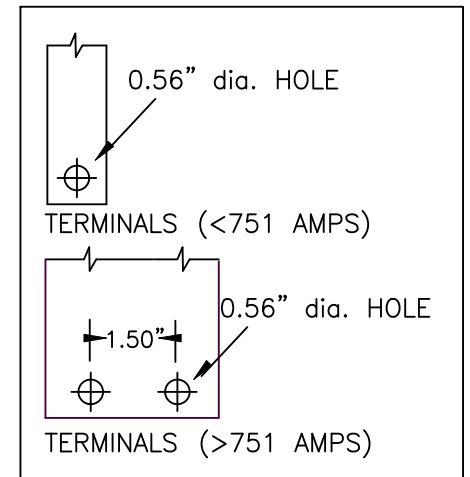 0.56” dia. HOLE
TERMINALS (<751 AMPS)
0.56” dia. HOLE
1.50”
TERMINALS (>751 AMPS)